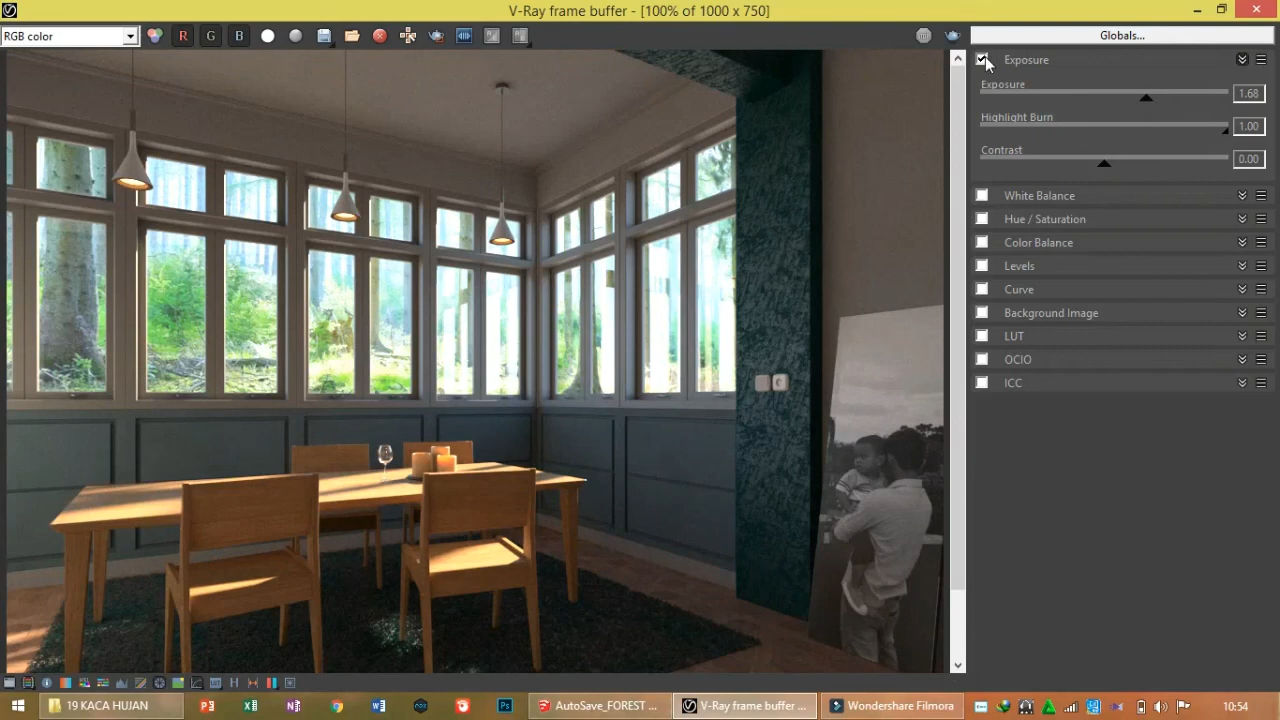 V-Ray frame buffer - [100% of 1000 x 750]
RGB color
R
G
B
Globals...
Exposure
Exposure
1.68
Highlight Burn
1.00
Contrast
0.00
White Balance
Hue / Saturation
Color Balance
Levels
Curve
Background Image
LUT
OCIO
ICC
19 KACA HUJAN
AutoSave_FOREST ...
V-Ray frame buffer ...
Wondershare Filmora
10:54